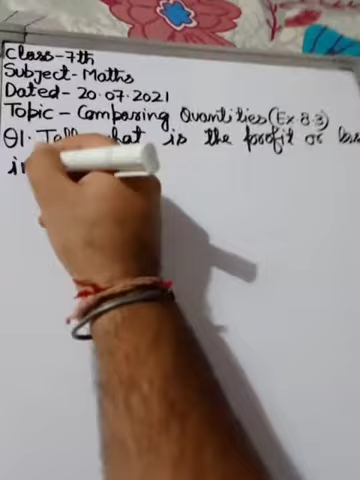 Class-7th
Subject- Maths
Dated- 20.07.2021
Topic - Comparing Quantities (Ex 8.3)
Q1. Tell what is the profit or loss
in